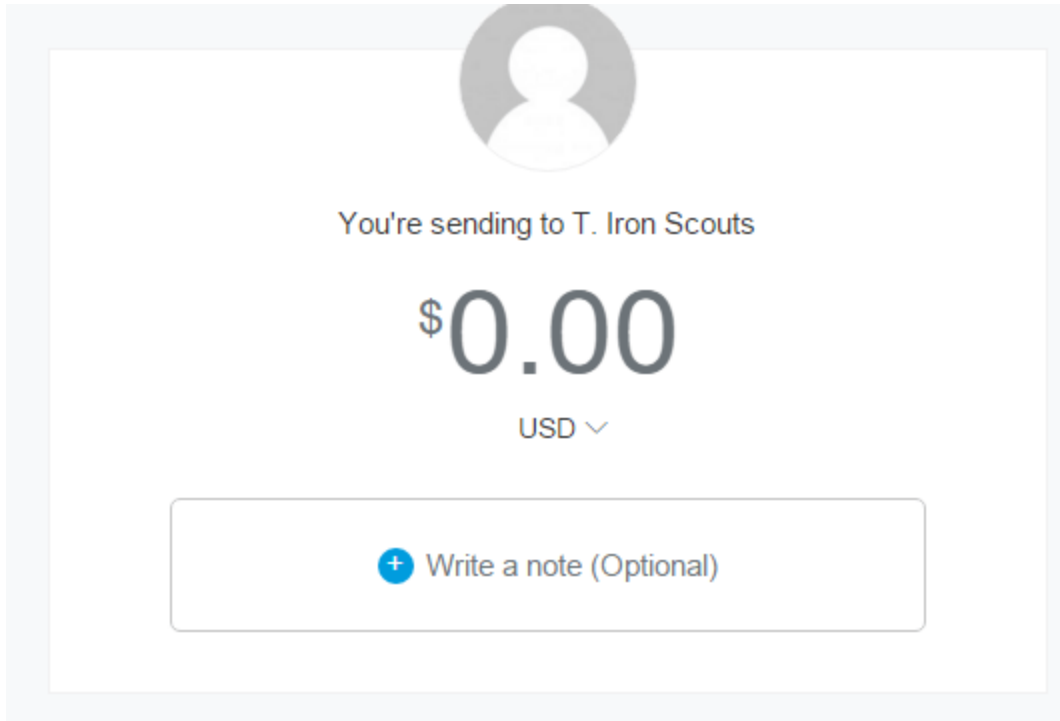 You're sending to T. Iron Scouts
$0.00
USD
+ Write a note (Optional)